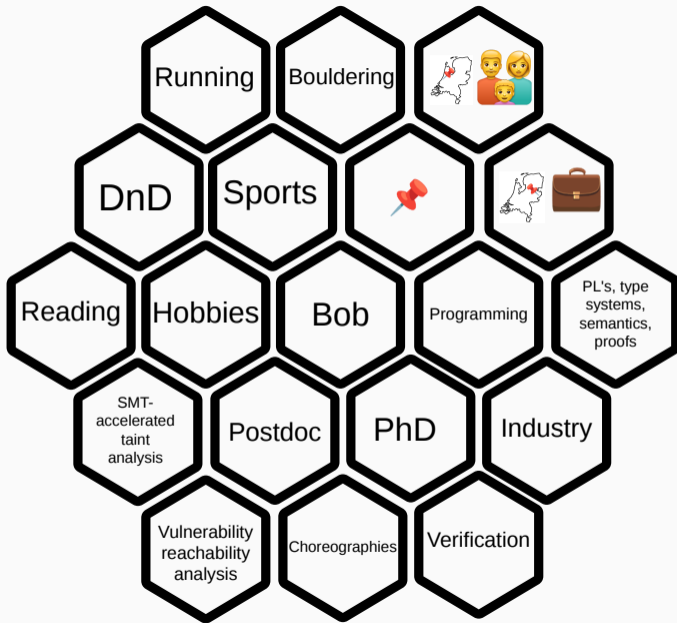 Running
Bouldering
DnD
Sports
Reading
Hobbies
Bob
Programming
PL's, type
systems,
semantics,
proofs
SMT-
accelerated
taint
analysis
Postdoc
PhD
Industry
Vulnerability
reachability
analysis
Choreographies
Verification